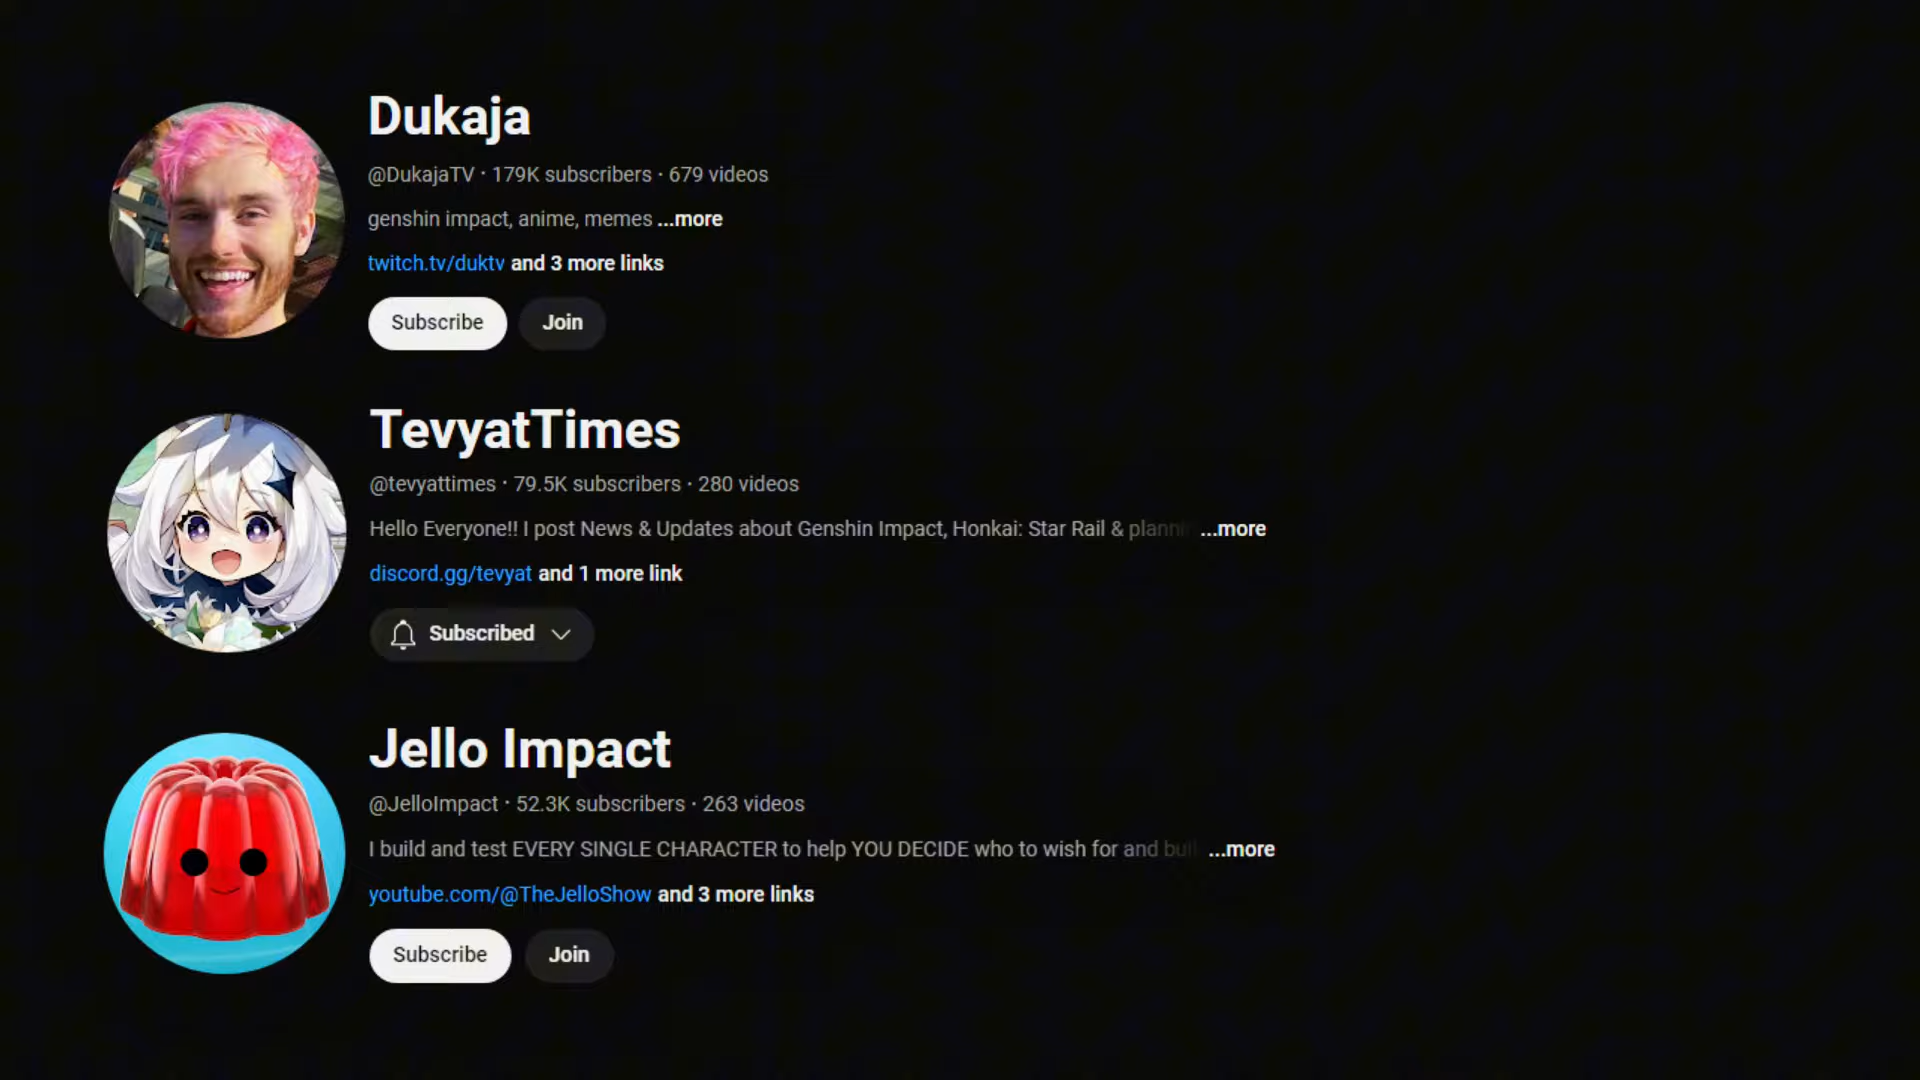 Dukaja
@DukajaTV · 179K subscribers · 679 videos
genshin impact, anime, memes ...more
twitch.tv/duktv and 3 more links
Subscribe Join
TevyatTimes
@tevyattimes · 79.5K subscribers · 280 videos
Hello Everyone!! I post News & Updates about Genshin Impact, Honkai: Star Rail & ...more
discord.gg/tevyat and 1 more link
Subscribed
Jello Impact
@JelloImpact · 52.3K subscribers · 263 videos
I build and test EVERY SINGLE CHARACTER to help YOU DECIDE who to wish for and ...more
youtube.com/@TheJelloShow and 3 more links
Subscribe Join